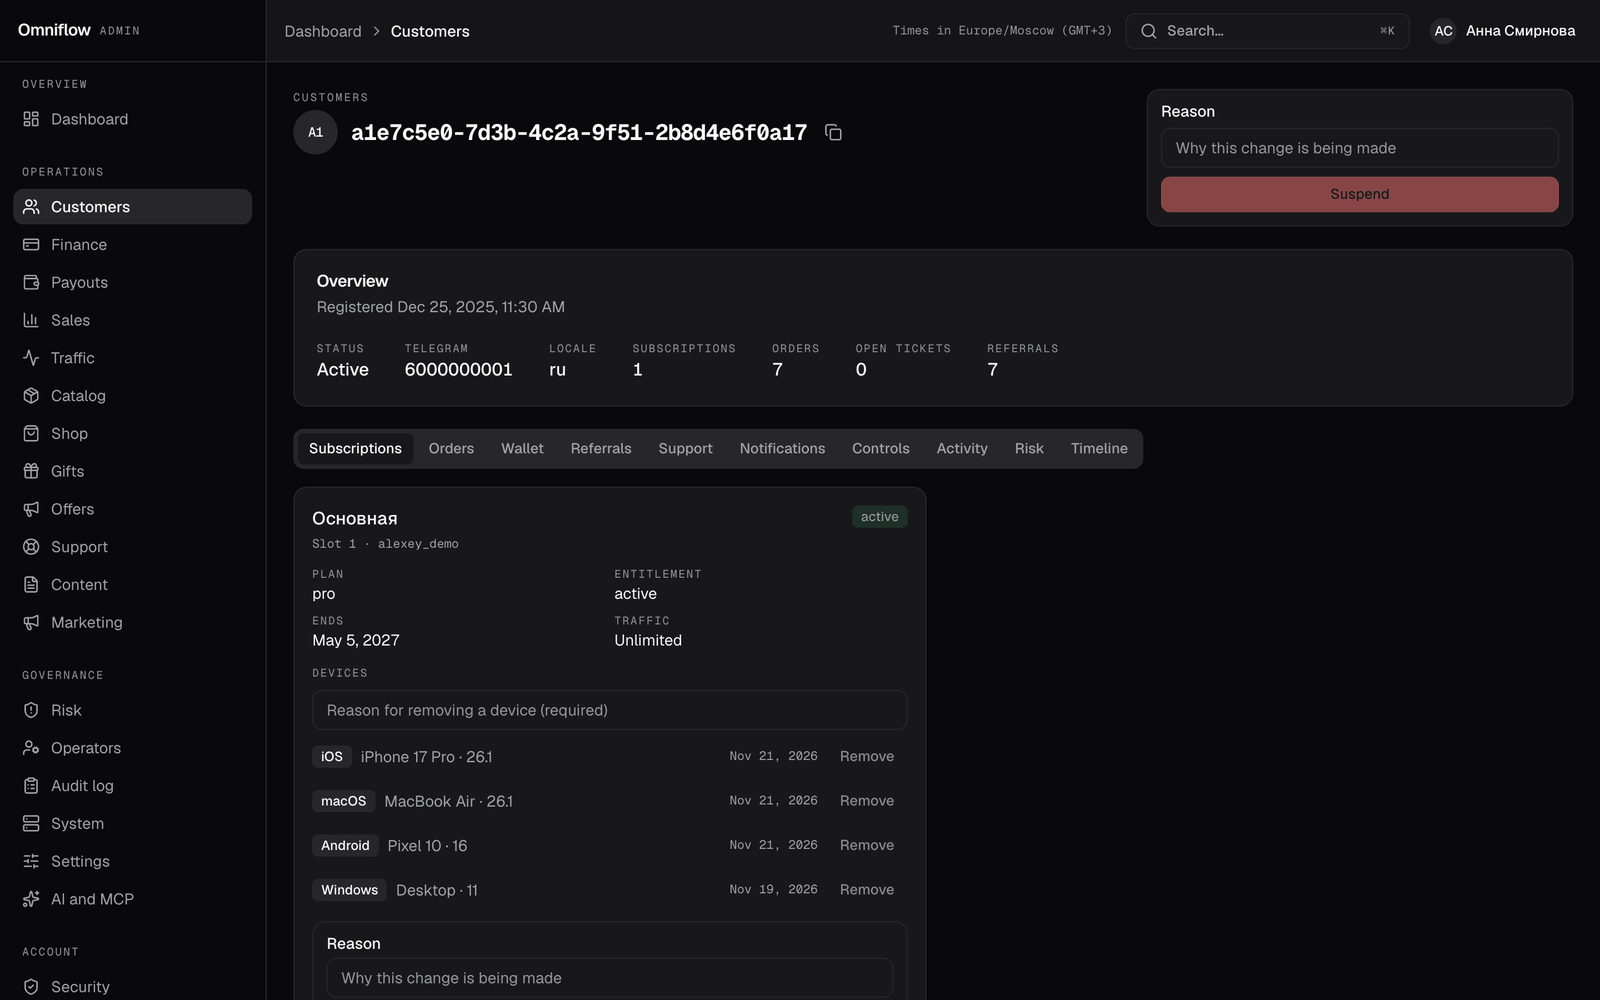 Omniflow ADMIN
Dashboard > Customers
Times in Europe/Moscow (GMT+3)
Search...
⌘K
AC
Анна Смирнова
OVERVIEW
Dashboard
OPERATIONS
Customers
Finance
Payouts
Sales
Traffic
Catalog
Shop
Gifts
Offers
Support
Content
Marketing
GOVERNANCE
Risk
Operators
Audit log
System
Settings
AI and MCP
ACCOUNT
Security
CUSTOMERS
A1
a1e7c5e0-7d3b-4c2a-9f51-2b8d4e6f0a17
Reason
Why this change is being made
Suspend
Overview
Registered Dec 25, 2025, 11:30 AM
STATUS TELEGRAM LOCALE SUBSCRIPTIONS ORDERS OPEN TICKETS REFERRALS
Active 6000000001 ru 1 7 0 7
Subscriptions Orders Wallet Referrals Support Notifications Controls Activity Risk Timeline
Основная
active
Slot 1 · alexey_demo
PLAN ENTITLEMENT
pro active
ENDS TRAFFIC
May 5, 2027 Unlimited
DEVICES
Reason for removing a device (required)
iOS iPhone 17 Pro · 26.1 Nov 21, 2026 Remove
macOS MacBook Air · 26.1 Nov 21, 2026 Remove
Android Pixel 10 · 16 Nov 21, 2026 Remove
Windows Desktop · 11 Nov 19, 2026 Remove
Reason
Why this change is being made